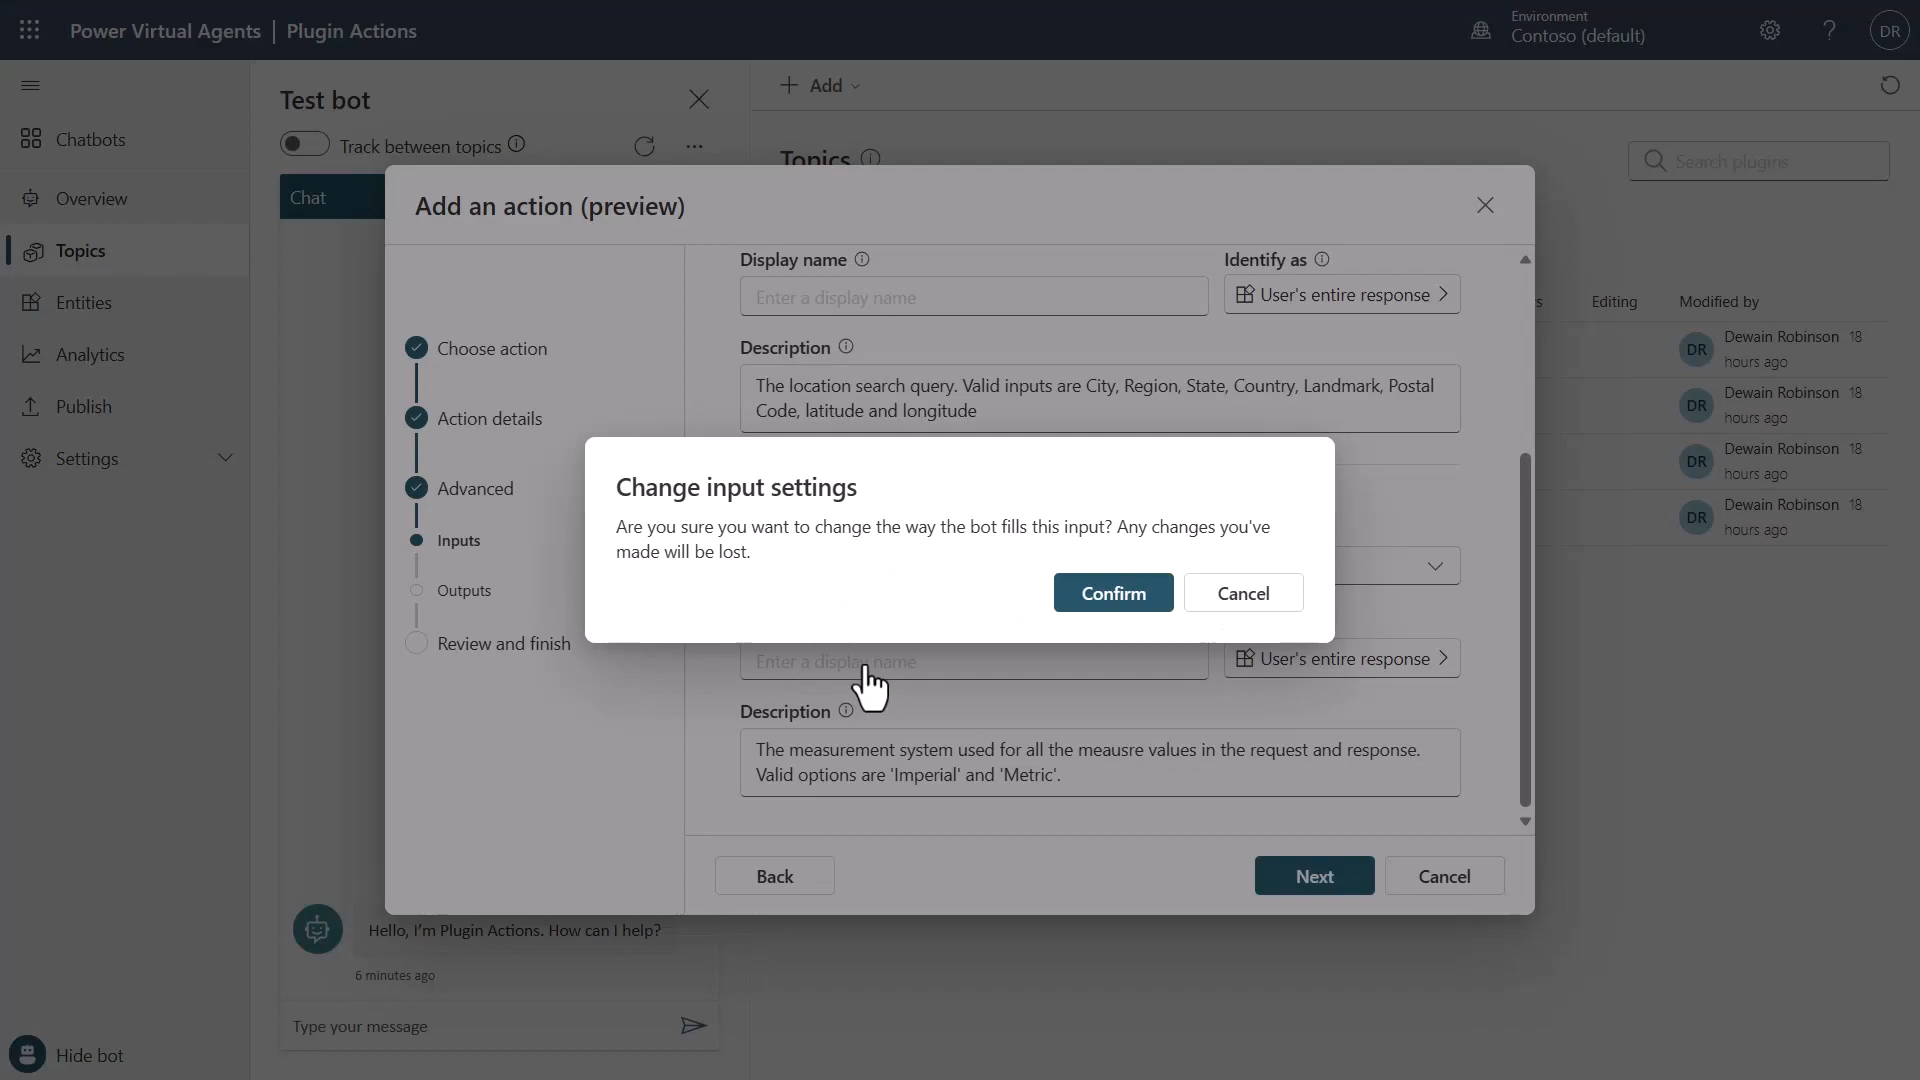 Power Virtual Agents | Plugin Actions
Environment
Contoso (default)
DR
Chatbots
Overview
Topics
Entities
Analytics
Publish
Settings
Hide bot
Test bot
Track between topics
Chat
Hello, I'm Plugin Actions. How can I help?
6 minutes ago
Type your message
Add
Topics
Search plugins
Editing
Modified by
DR
Dewain Robinson 18
hours ago
DR
Dewain Robinson 18
hours ago
DR
Dewain Robinson 18
hours ago
DR
Dewain Robinson 18
hours ago
Add an action (preview)
Choose action
Action details
Advanced
Inputs
Outputs
Review and finish
Display name
Identify as
Enter a display name
User's entire response
Description
The location search query. Valid inputs are City, Region, State, Country, Landmark, Postal
Code, latitude and longitude
Change input settings
Are you sure you want to change the way the bot fills this input? Any changes you've
made will be lost.
Confirm
Cancel
Enter a display name
User's entire response
Description
The measurement system used for all the meausre values in the request and response.
Valid options are 'Imperial' and 'Metric'.
Back
Next
Cancel